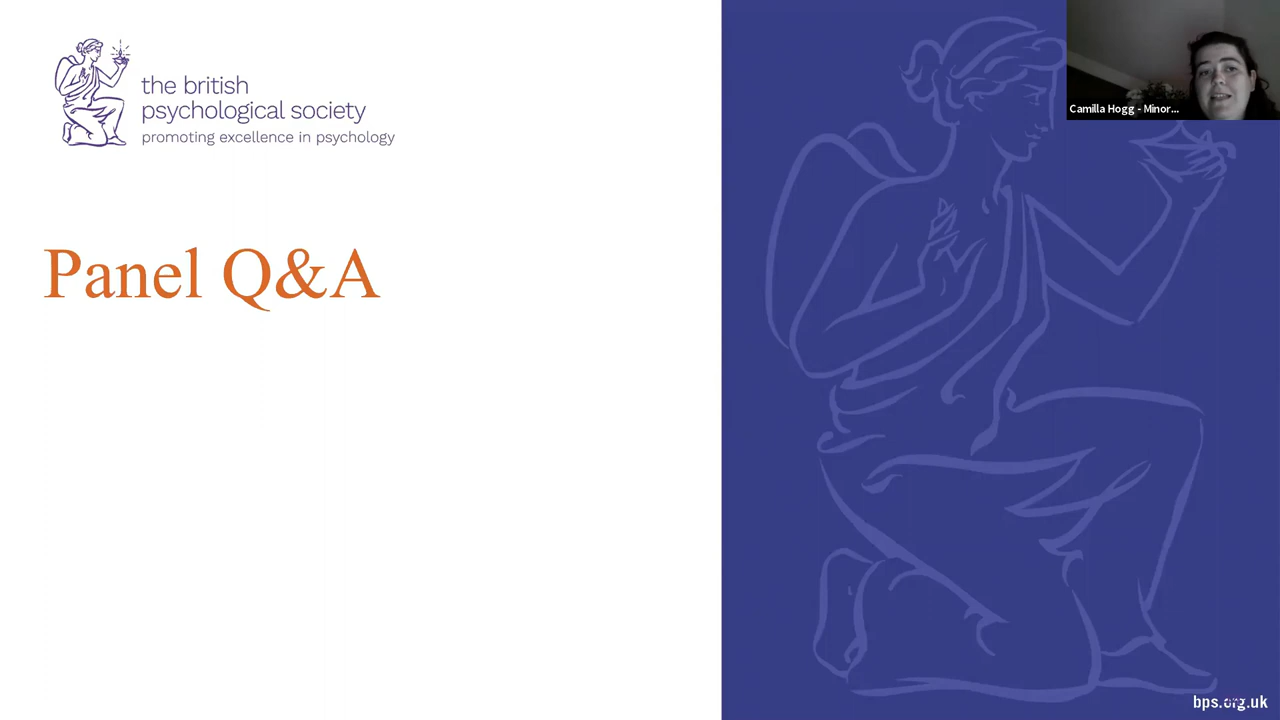 the british
psychological society
promoting excellence in psychology
Camilla Hogg - Minor...
Panel Q&A
bps.org.uk